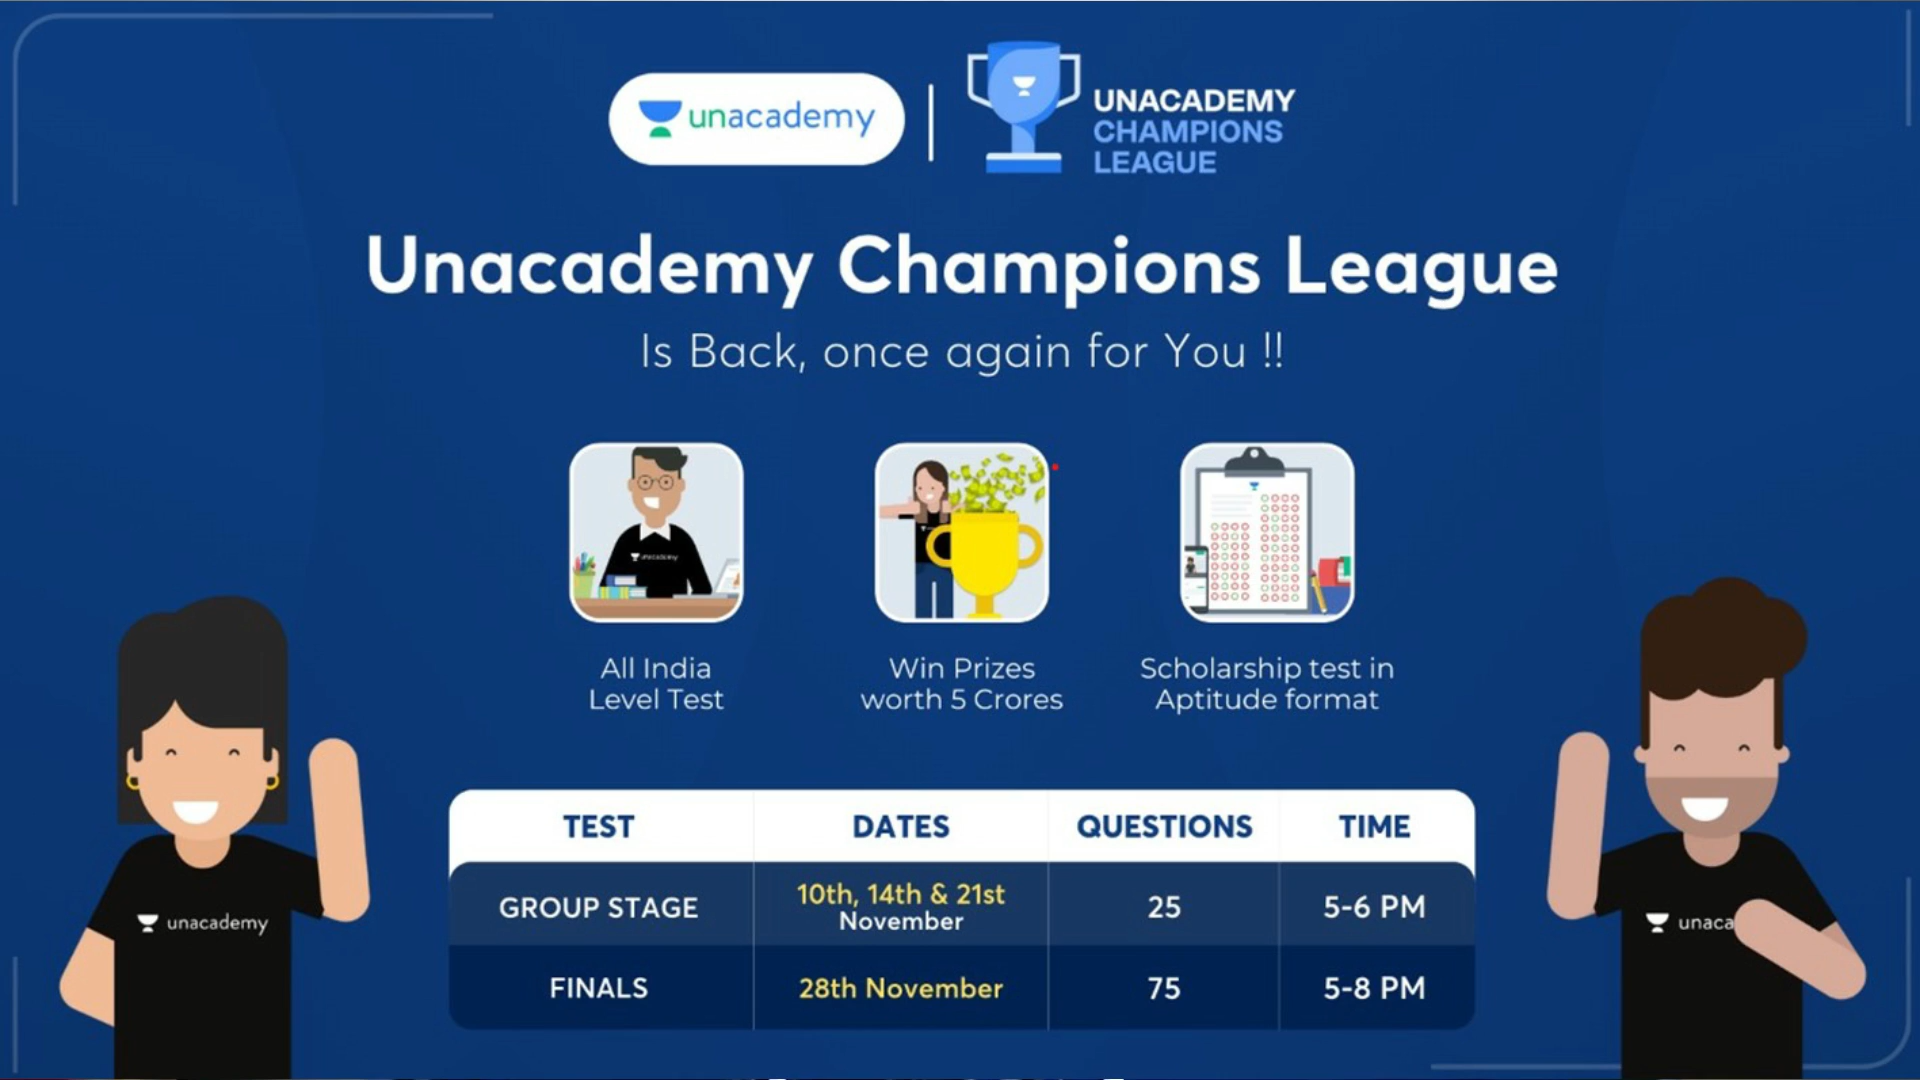 unacademy
UNACADEMY
CHAMPIONS
LEAGUE
Unacademy Champions League
Is Back, once again for You !!
unacademy
All India
Level Test
Win Prizes
worth 5 Crores
Scholarship test in
Aptitude format
TEST DATES QUESTIONS TIME
GROUP STAGE 10th, 14th & 21st November 25 5-6 PM
FINALS 28th November 75 5-8 PM
unacademy
unaca